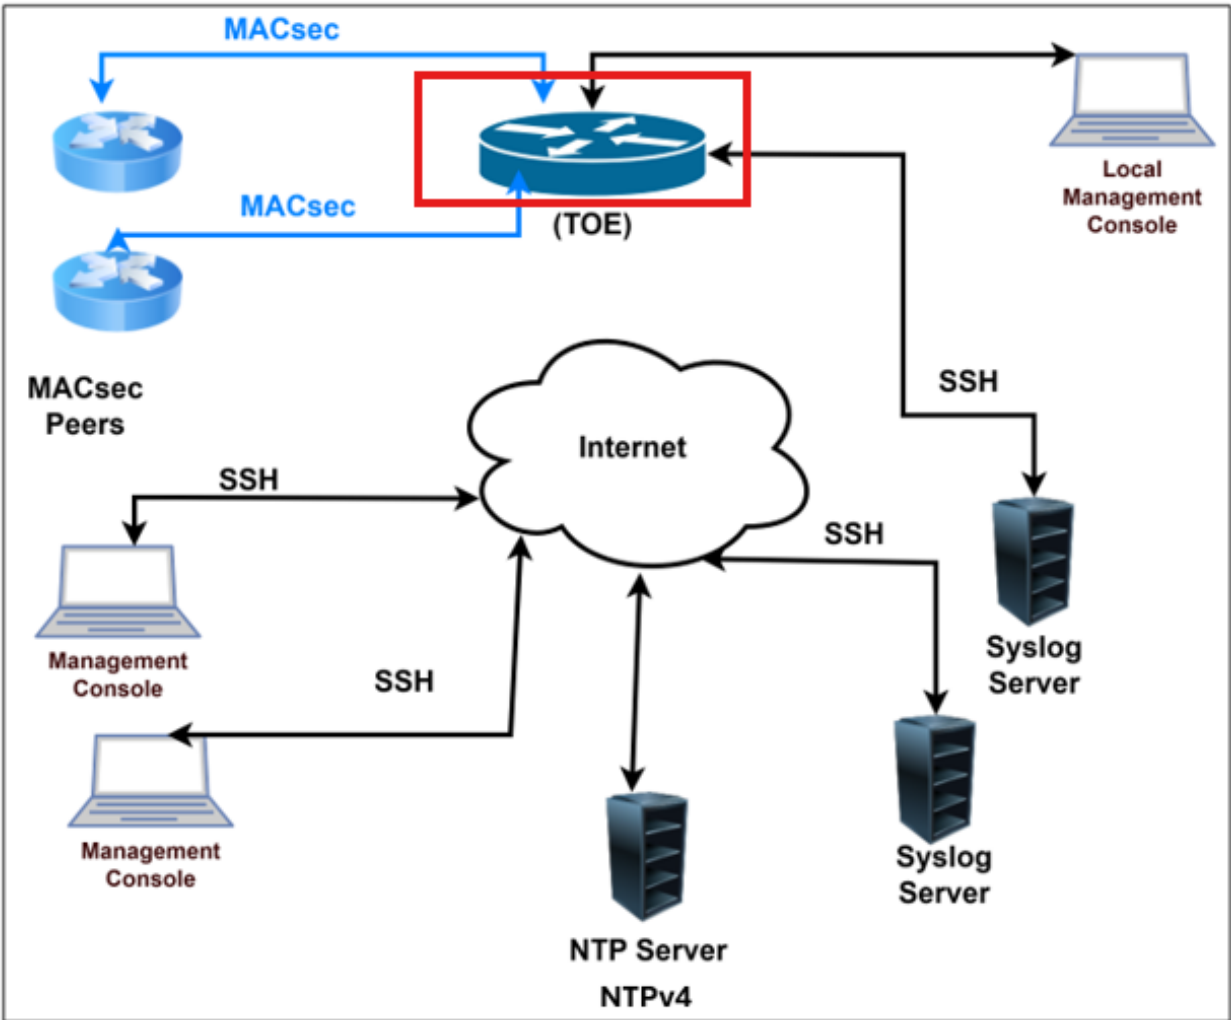 MACsec
MACsec
(TOE)
Local
Management
Console
MACsec
Peers
SSH
Internet
SSH
SSH
Management
Console
SSH
Syslog
Server
Management
Console
Syslog
Server
NTP Server
NTPv4